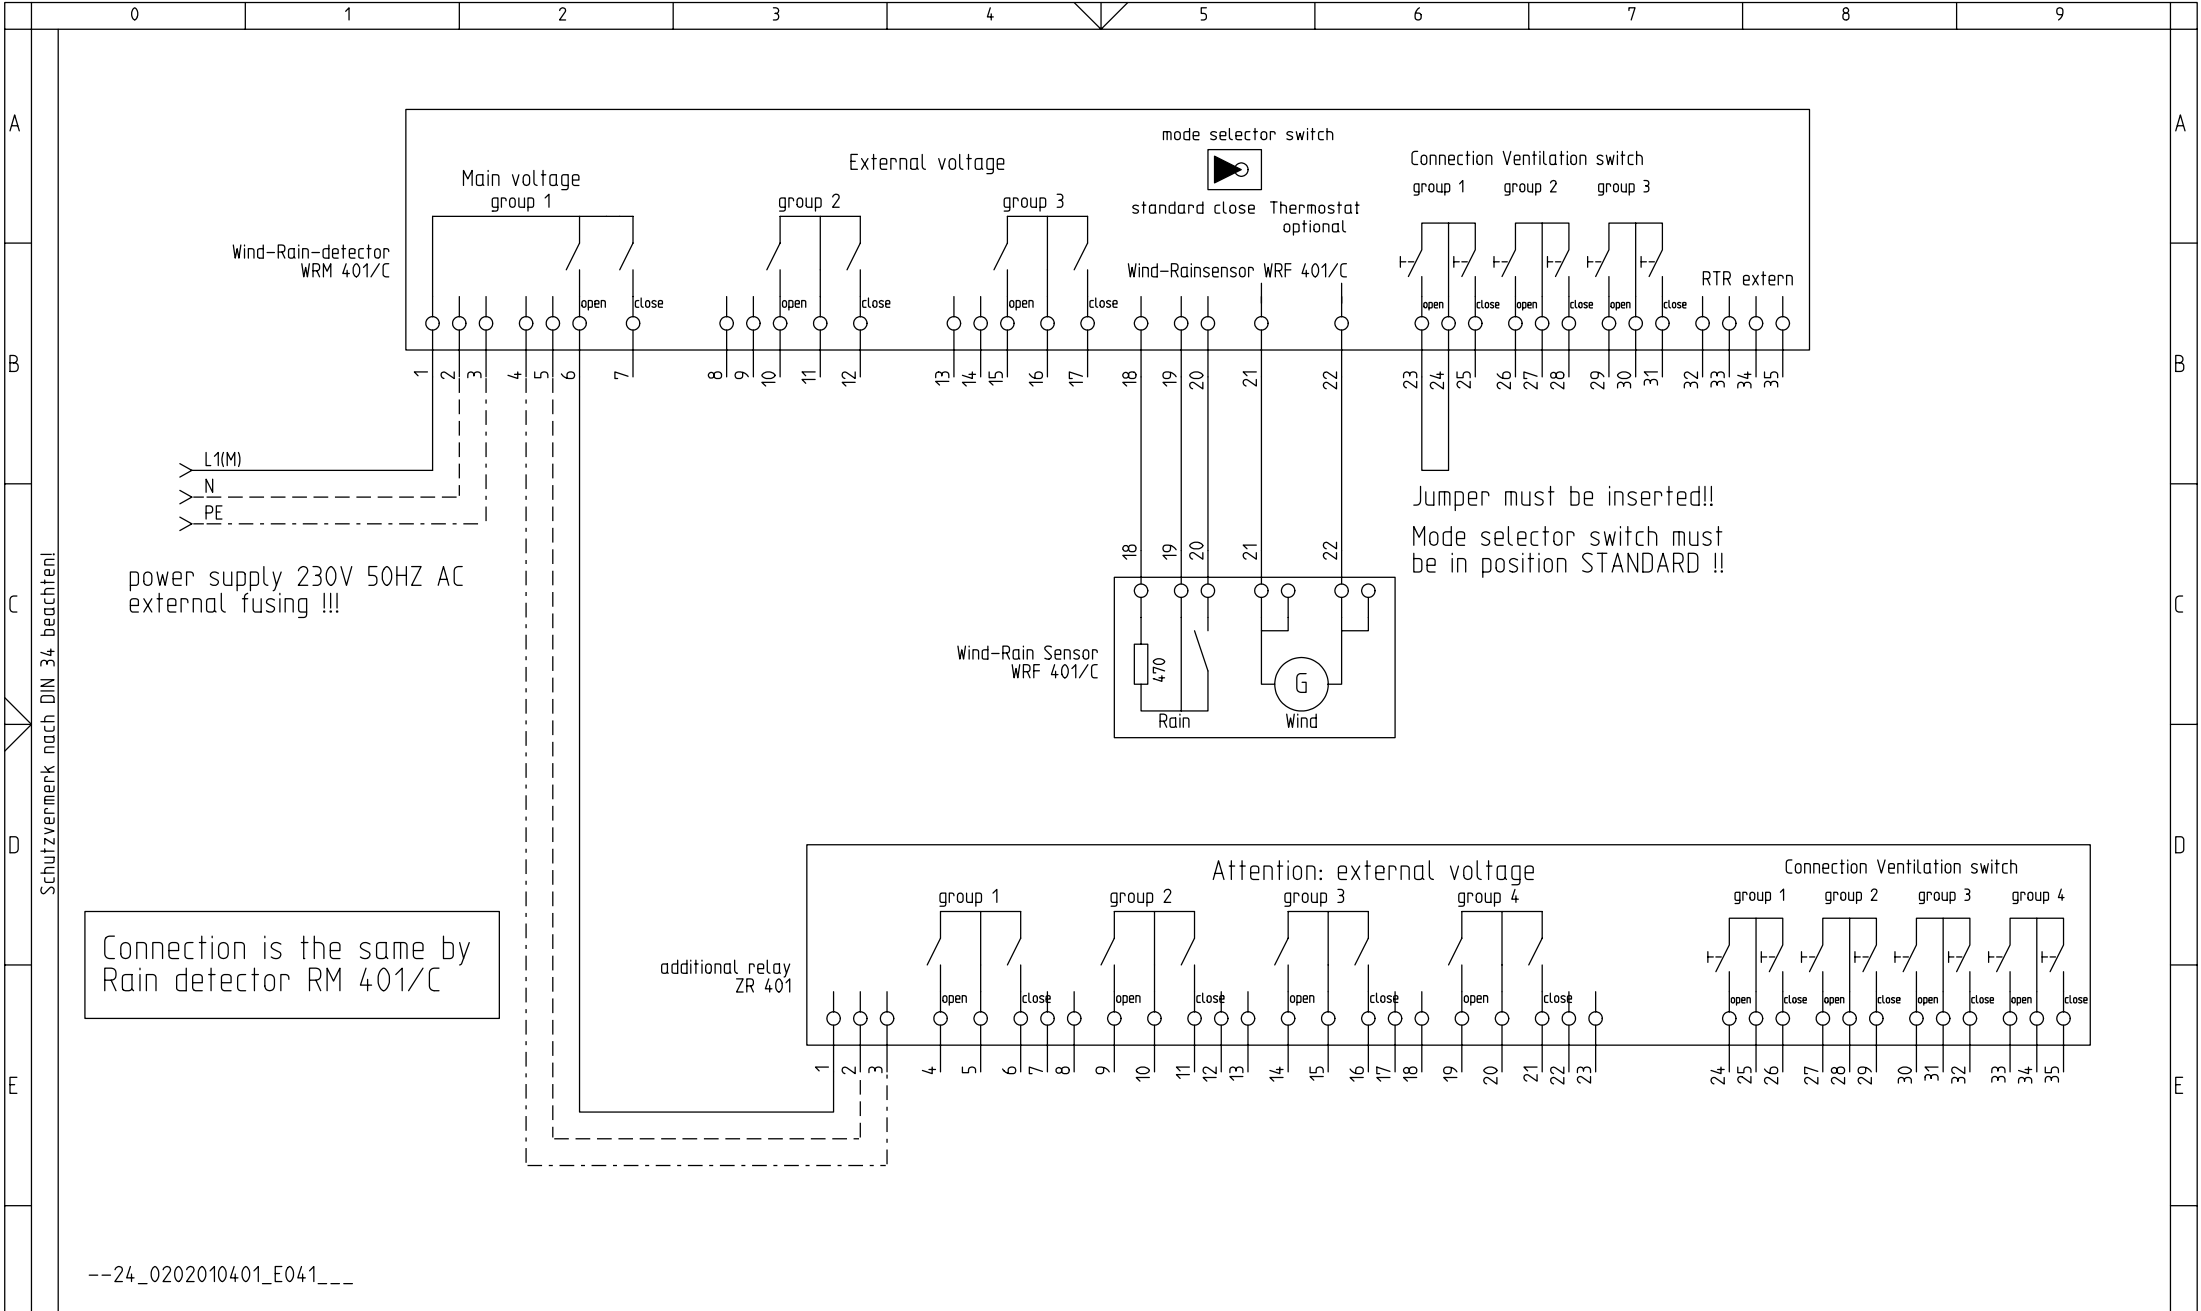 0 1 2 3 4 5 6 7 8 9
A A
B B
C C
D D
E E
Schutzvermerk nach DIN 34 beachten!
mode selector switch
External voltage
Connection Ventilation switch
Main voltage
group 1
group 2
group 3
group 1 group 2 group 3
standard close Thermostat
optional
Wind-Rain-detector
WRM 401/C
Wind-Rainsensor WRF 401/C
RTR extern
open close open close open close open close open close open close
1 2 3 4 5 6 7 8 9 10 11 12 13 14 15 16 17 18 19 20 21 22 23 24 25 26 27 28 29 30 31 32 33 34 35
L1(M)
N
PE
power supply 230V 50HZ AC
external fusing !!!
Jumper must be inserted!!
Mode selector switch must
be in position STANDARD !!
18 19 20 21 22
Wind-Rain Sensor
WRF 401/C
470
G
Rain
Wind
Attention: external voltage
Connection Ventilation switch
group 1 group 2 group 3 group 4
group 1 group 2 group 3 group 4
additional relay
ZR 401
open close open close open close open close open close open close open close open close
1 2 3 4 5 6 7 8 9 10 11 12 13 14 15 16 17 18 19 20 21 22 23 24 25 26 27 28 29 30 31 32 33 34 35
Connection is the same by
Rain detector RM 401/C
--24_0202010401_E041___